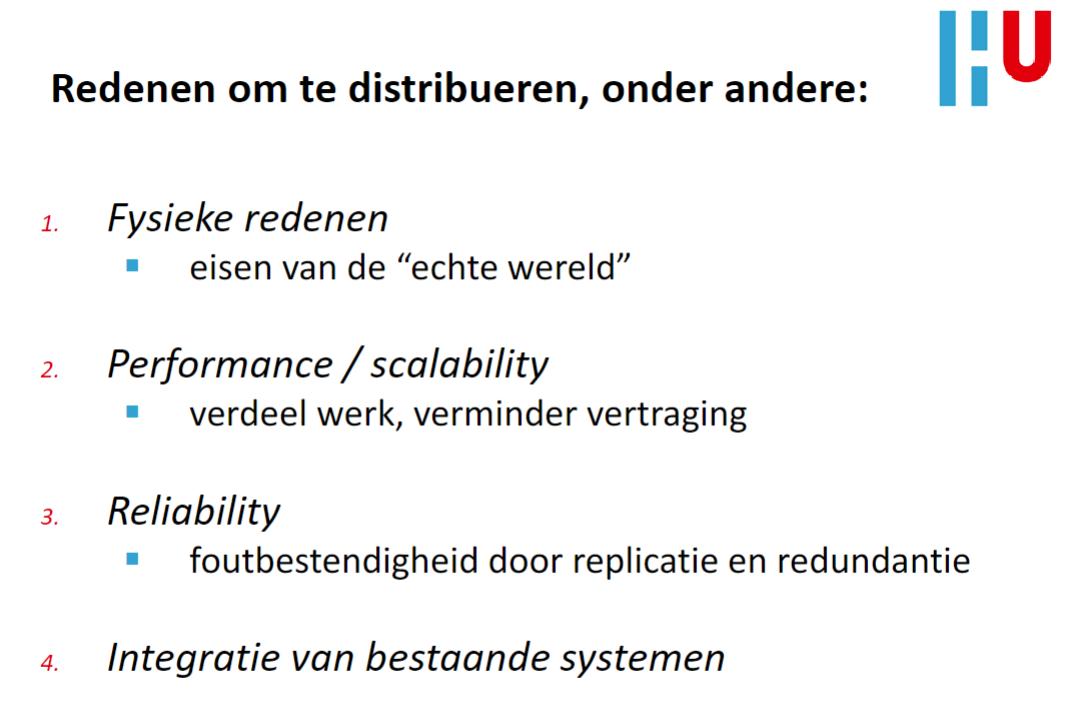 HU
Redenen om te distribueren, onder andere:
1. Fysieke redenen
▪ eisen van de “echte wereld”
2. Performance / scalability
▪ verdeel werk, verminder vertraging
3. Reliability
▪ foutbestendigheid door replicatie en redundantie
4. Integratie van bestaande systemen